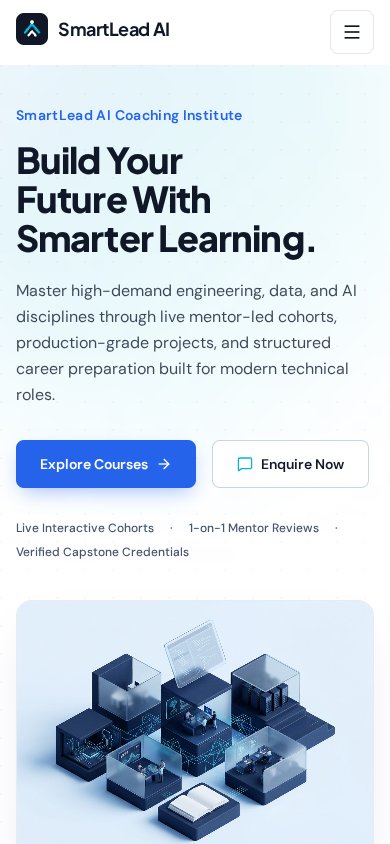 SmartLead AI
SmartLead AI Coaching Institute
Build Your
Future With
Smarter Learning.
Master high-demand engineering, data, and AI
disciplines through live mentor-led cohorts,
production-grade projects, and structured
career preparation built for modern technical
roles.
Explore Courses →
Enquire Now
Live Interactive Cohorts · 1-on-1 Mentor Reviews ·
Verified Capstone Credentials